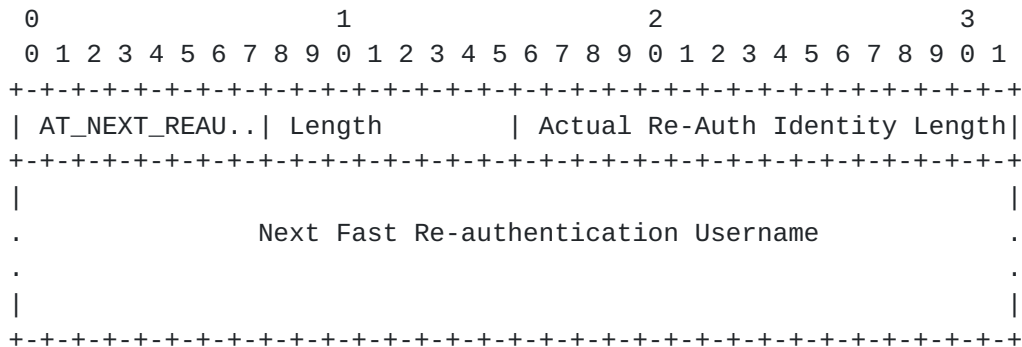 0                   1                   2                   3
 0 1 2 3 4 5 6 7 8 9 0 1 2 3 4 5 6 7 8 9 0 1 2 3 4 5 6 7 8 9 0 1
+-+-+-+-+-+-+-+-+-+-+-+-+-+-+-+-+-+-+-+-+-+-+-+-+-+-+-+-+-+-+-+-+
| AT_NEXT_REAU..| Length        | Actual Re-Auth Identity Length|
+-+-+-+-+-+-+-+-+-+-+-+-+-+-+-+-+-+-+-+-+-+-+-+-+-+-+-+-+-+-+-+-+
|                                                               |
.               Next Fast Re-authentication Username            .
.                                                               .
|                                                               |
+-+-+-+-+-+-+-+-+-+-+-+-+-+-+-+-+-+-+-+-+-+-+-+-+-+-+-+-+-+-+-+-+